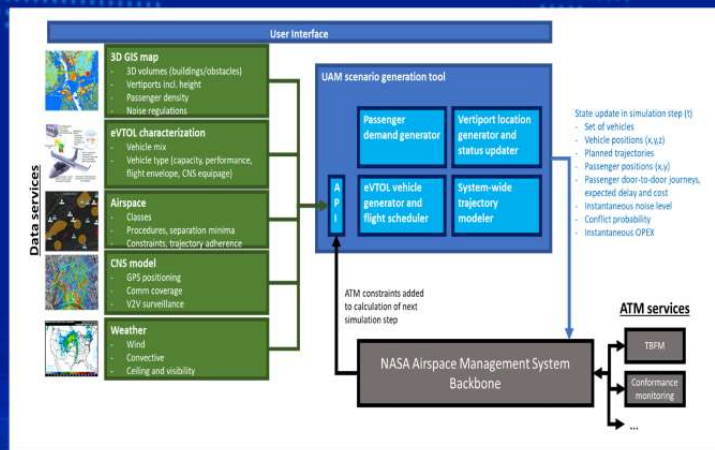 User Interface
3D GIS map
- 3D volumes (buildings/obstacles)
- Vertiports incl. height
- Passenger density
- Noise regulations
eVTOL characterization
- Vehicle mix
- Vehicle type (capacity, performance,
flight envelope, CNS equipage)
Airspace
- Classes
- Procedures, separation minima
- Constraints, trajectory adherence
CNS model
- GPS positioning
- Comm coverage
- V2V surveillance
Weather
- Wind
- Convective
- Ceiling and visibility
Data services
UAM scenario generation tool
API
Passenger
demand generator
Vertiport location
generator and
status updater
eVTOL vehicle
generator and
flight scheduler
System-wide
trajectory
modeler
State update in simulation step (t)
- Set of vehicles
- Vehicle positions (x,y,z)
- Planned trajectories
- Passenger positions (x,y)
- Passenger door-to-door journeys,
expected delay and cost
- Instantaneous noise level
- Conflict probability
- Instantaneous OPEX
ATM constraints added
to calculation of next
simulation step
NASA Airspace Management System
Backbone
ATM services
TBFM
Conformance
monitoring
...